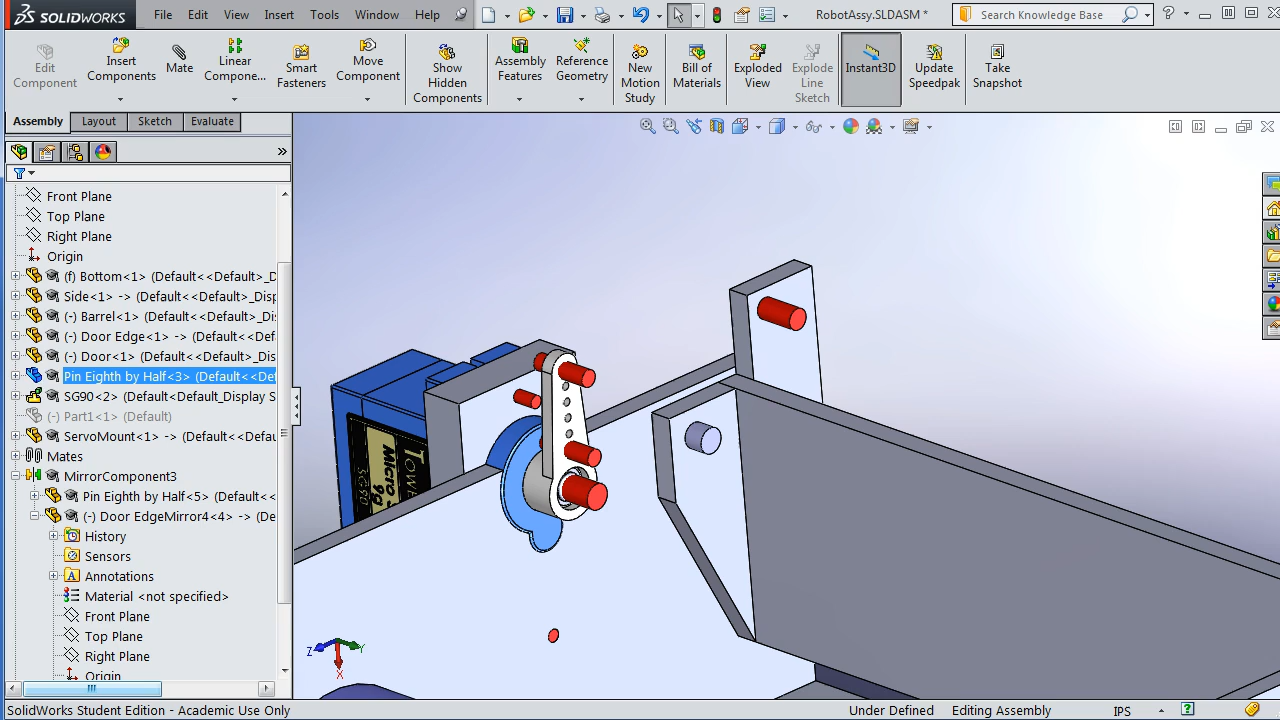 SOLIDWORKS File Edit View Insert Tools Window Help RobotAssy.SLDASM * Search Knowledge Base
Edit Component
Insert Components
Mate
Linear Compone...
Smart Fasteners
Move Component
Show Hidden Components
Assembly Features
Reference Geometry
New Motion Study
Bill of Materials
Exploded View
Explode Line Sketch
Instant3D
Update Speedpak
Take Snapshot
Assembly Layout Sketch Evaluate
Front Plane
Top Plane
Right Plane
Origin
(f) Bottom<1> (Default<<Default>_D
Side<1> -> (Default<<Default>_Disp
(-) Barrel<1> (Default<<Default>_Di:
(-) Door Edge<1> -> (Default<<Def
(-) Door<1> (Default<<Default>_Dis
Pin Eighth by Half<3> (Default<<Def
SG90<2> (Default<Default_Display S
(-) Part1<1> (Default)
ServoMount<1> -> (Default<<Defau
Mates
MirrorComponent3
Pin Eighth by Half<5> (Default<<
(-) Door EdgeMirror4<4> -> (De
History
Sensors
Annotations
Material <not specified>
Front Plane
Top Plane
Right Plane
Origin
Micro
9g
SG90
Z Y
X
SolidWorks Student Edition - Academic Use Only Under Defined Editing Assembly IPS